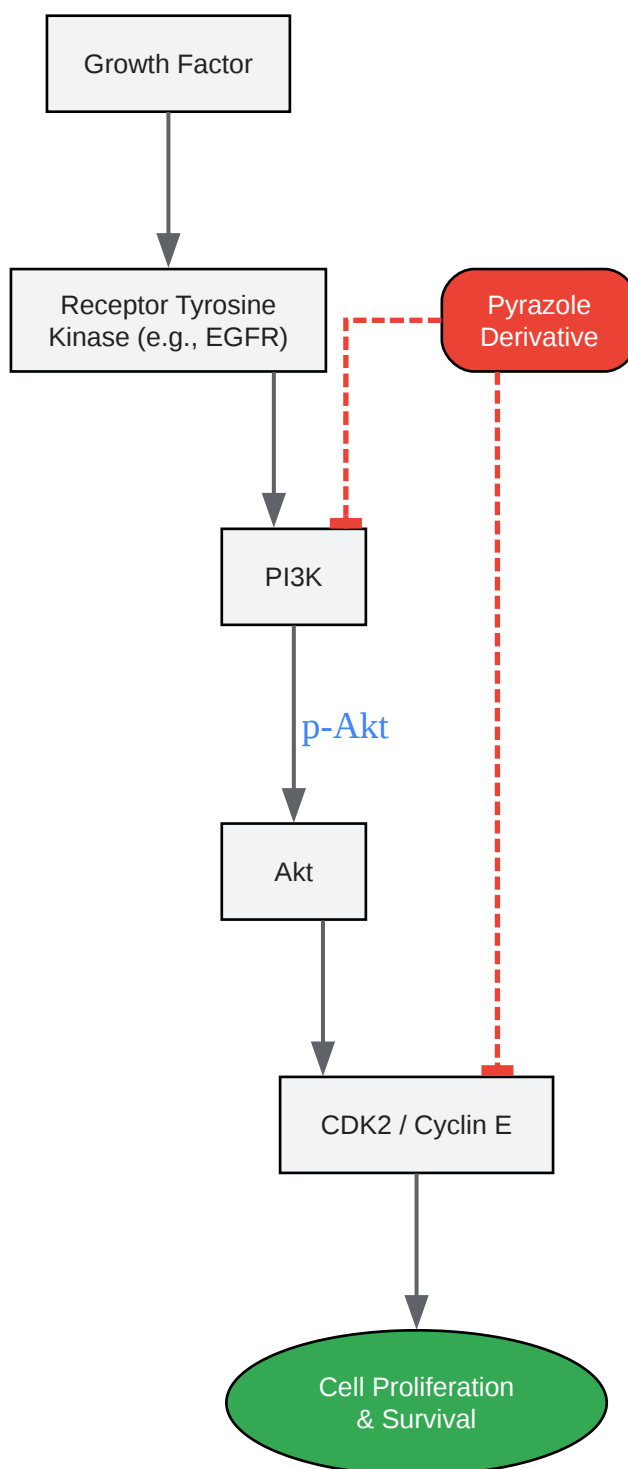 Growth Factor
Receptor Tyrosine
Kinase (e.g., EGFR)
Pyrazole
Derivative
PI3K
p-Akt
Akt
CDK2 / Cyclin E
Cell Proliferation
& Survival